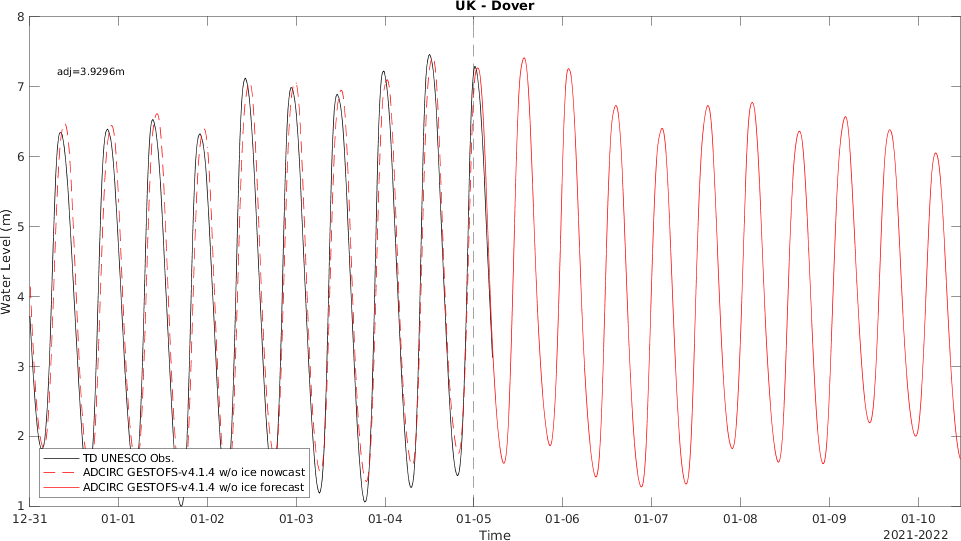 UK - Dover
8
adj=3.9296m
7
6
5
4
3
2
1
Water Level (m)
TD UNESCO Obs.
ADCIRC GESTOFS-v4.1.4 w/o ice nowcast
ADCIRC GESTOFS-v4.1.4 w/o ice forecast
12-31 01-01 01-02 01-03 01-04 01-05 01-06 01-07 01-08 01-09 01-10
Time
2021-2022